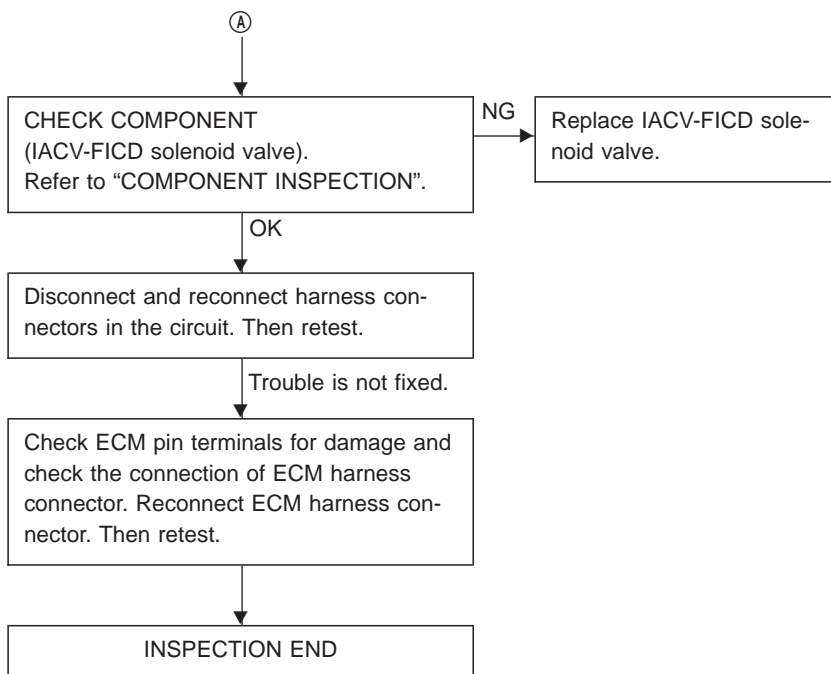 Ⓐ
CHECK COMPONENT
(IACV-FICD solenoid valve).
Refer to “COMPONENT INSPECTION”.
NG
Replace IACV-FICD sole-
noid valve.
OK
Disconnect and reconnect harness con-
nectors in the circuit. Then retest.
Trouble is not fixed.
Check ECM pin terminals for damage and
check the connection of ECM harness
connector. Reconnect ECM harness con-
nector. Then retest.
INSPECTION END